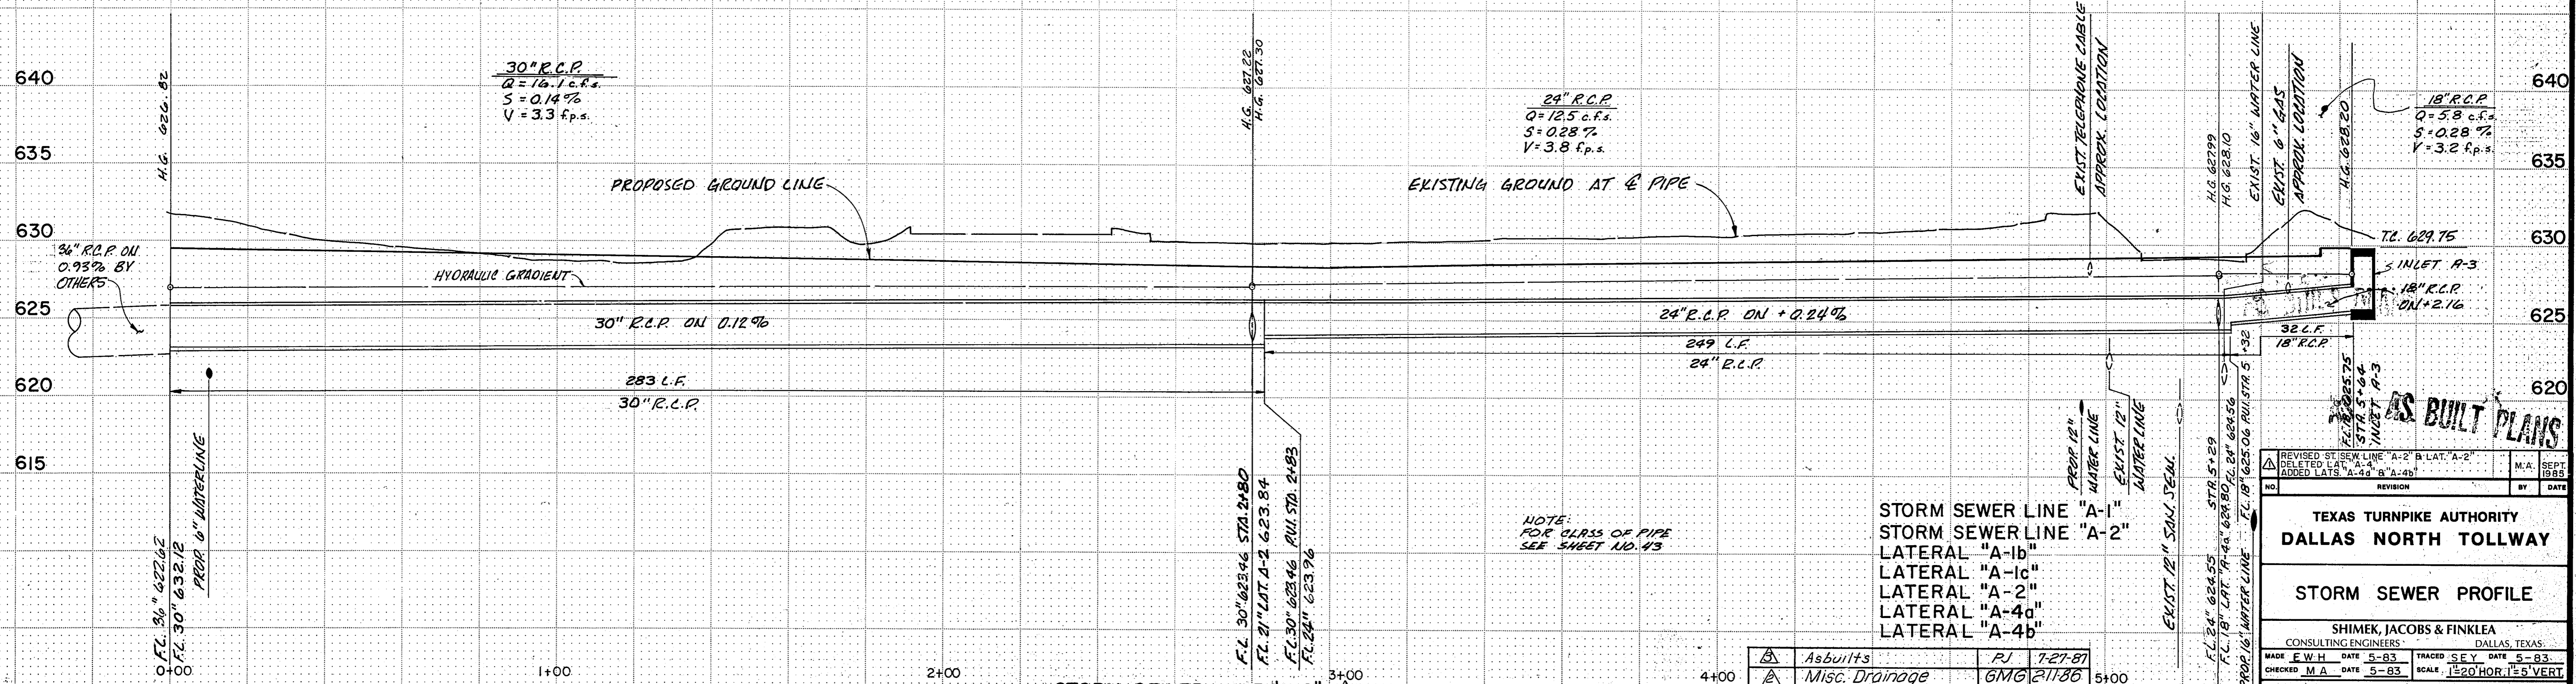 640
635
630
625
620
615
H.G. 626.82
30" R.C.P.
Q = 16.1 c.f.s.
S = 0.14%
V = 3.3 f.p.s.
H.G. 627.22
H.G. 627.30
24" R.C.P.
Q = 12.5 c.f.s.
S = 0.28%
V = 3.8 f.p.s.
EXIST. TELEPHONE CABLE
APPROX. LOCATION
H.G. 627.99
H.G. 628.10
EXIST. 16" WATER LINE
EXIST. 6" GAS
APPROX. LOCATION
H.G. 628.20
18" R.C.P.
Q = 5.8 c.f.s.
S = 0.28%
V = 3.2 f.p.s.
640
635
630
625
620
PROPOSED GROUND LINE
EXISTING GROUND AT ℄ PIPE
36" R.C.P. ON
0.93% BY
OTHERS
HYDRAULIC GRADIENT
T.C. 629.75
INLET A-3
18" R.C.P.
ON +2.16
30" R.C.P. ON 0.12%
24" R.C.P. ON + 0.24%
283 L.F.
30" R.C.P.
249 L.F.
24" R.C.P.
32 L.F.
18" R.C.P.
F.L. 36" 622.62
F.L. 30" 632.12
PROP. 6" WATERLINE
F.L. 30" 623.46 STA. 2+80
F.L. 21" LAT. A-2 623.84
F.L. 30" 623.46 P.V.I. STA. 2+83
F.L. 24" 623.96
PROP. 12"
WATER LINE
EXIST. 12"
WATER LINE
EXIST. 12" SAN. SEW.
F.L. 24" 624.55 STA. 5+29
F.L. 18" LAT. "A-4a" 624.80
F.L. 24" 624.56
F.L. 18" 625.06 P.V.I. STA. 5+32
PROP. 16" WATER LINE
F.L. 18" 625.75
STA. 5+64
INLET A-3
AS BUILT PLANS
NOTE:
FOR CLASS OF PIPE
SEE SHEET NO. 43
STORM SEWER LINE "A-1"
STORM SEWER LINE "A-2"
LATERAL "A-1b"
LATERAL "A-1c"
LATERAL "A-2"
LATERAL "A-4a"
LATERAL "A-4b"
1 REVISED ST. SEW. LINE "A-2" & LAT. "A-2"
DELETED LAT. "A-4"
ADDED LATS. "A-4a" & "A-4b" M.A. SEPT. 1985
NO. REVISION BY DATE
TEXAS TURNPIKE AUTHORITY
DALLAS NORTH TOLLWAY
STORM SEWER PROFILE
SHIMEK, JACOBS & FINKLEA
CONSULTING ENGINEERS DALLAS, TEXAS
MADE EWH DATE 5-83 TRACED SEY DATE 5-83
CHECKED MA DATE 5-83 SCALE: 1"=20' HOR. 1"=5' VERT.
3 Asbuilts PJ 7-27-87
2 Misc. Drainage GMG 2-11-86
0+00 1+00 2+00 3+00 4+00 5+00